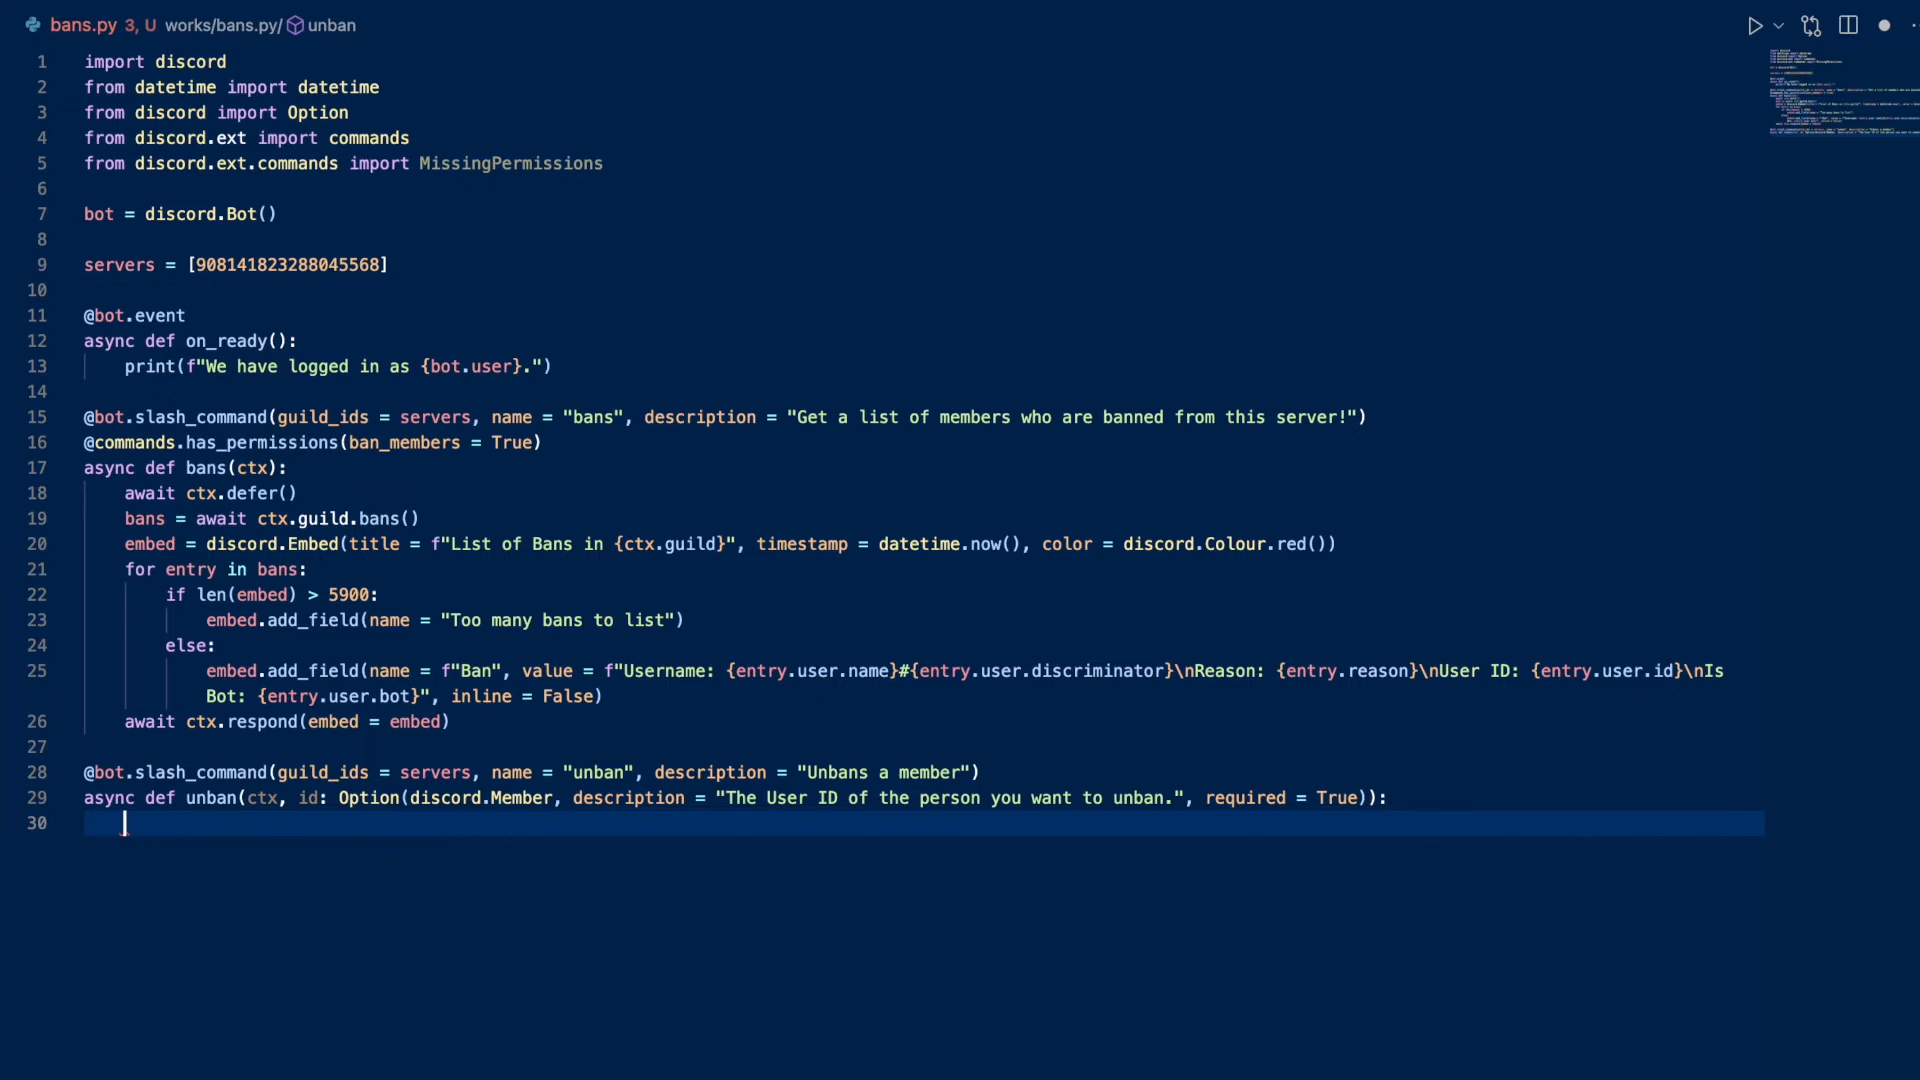 bans.py 3, U works/bans.py/ unban
1 import discord
2 from datetime import datetime
3 from discord import Option
4 from discord.ext import commands
5 from discord.ext.commands import MissingPermissions
6
7 bot = discord.Bot()
8
9 servers = [908141823288045568]
10
11 @bot.event
12 async def on_ready():
13 print(f"We have logged in as {bot.user}.")
14
15 @bot.slash_command(guild_ids = servers, name = "bans", description = "Get a list of members who are banned from this server!")
16 @commands.has_permissions(ban_members = True)
17 async def bans(ctx):
18 await ctx.defer()
19 bans = await ctx.guild.bans()
20 embed = discord.Embed(title = f"List of Bans in {ctx.guild}", timestamp = datetime.now(), color = discord.Colour.red())
21 for entry in bans:
22 if len(embed) > 5900:
23 embed.add_field(name = "Too many bans to list")
24 else:
25 embed.add_field(name = f"Ban", value = f"Username: {entry.user.name}#{entry.user.discriminator}\nReason: {entry.reason}\nUser ID: {entry.user.id}\nIs
Bot: {entry.user.bot}", inline = False)
26 await ctx.respond(embed = embed)
27
28 @bot.slash_command(guild_ids = servers, name = "unban", description = "Unbans a member")
29 async def unban(ctx, id: Option(discord.Member, description = "The User ID of the person you want to unban.", required = True)):
30